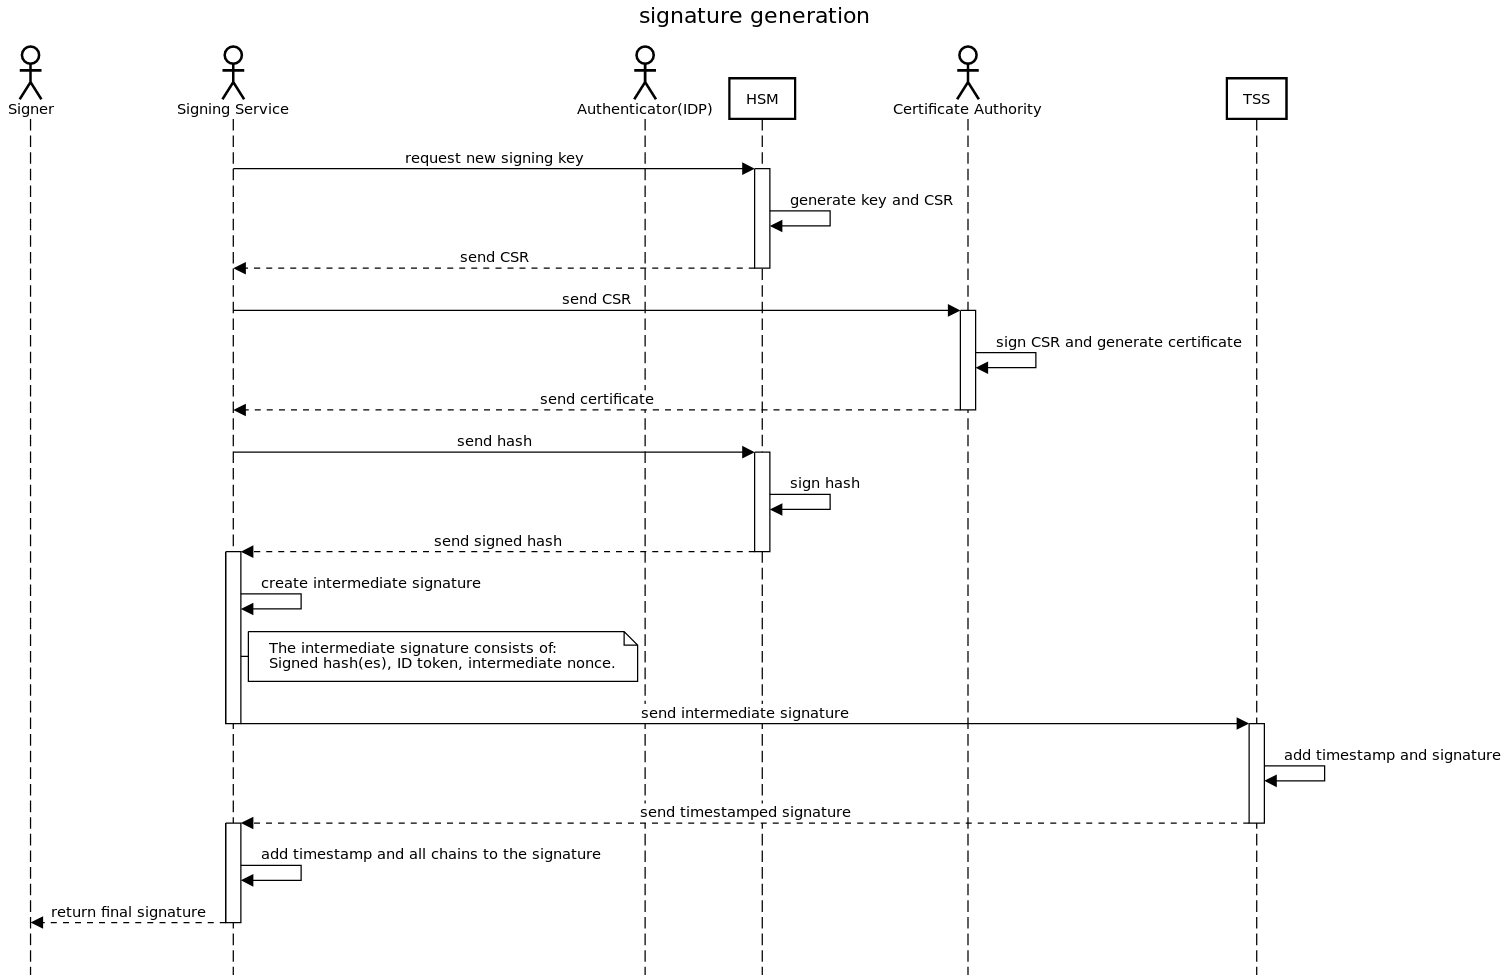 signature generation
Signer
Signing Service
Authenticator(IDP)
HSM
Certificate Authority
TSS
request new signing key
generate key and CSR
send CSR
send CSR
sign CSR and generate certificate
send certificate
send hash
sign hash
send signed hash
create intermediate signature
The intermediate signature consists of:
Signed hash(es), ID token, intermediate nonce.
send intermediate signature
add timestamp and signature
send timestamped signature
add timestamp and all chains to the signature
return final signature